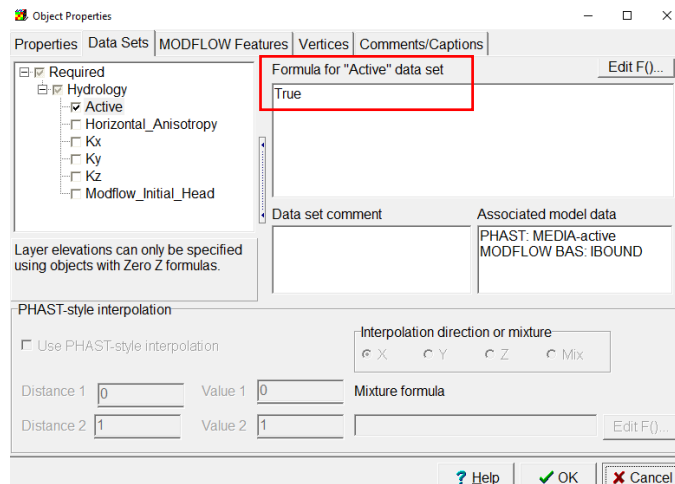 Object Properties
Properties Data Sets MODFLOW Features Vertices Comments/Captions
Required
Hydrology
Active
Horizontal_Anisotropy
Kx
Ky
Kz
Modflow_Initial_Head
Formula for "Active" data set
Edit F()...
True
Data set comment
Associated model data
PHAST: MEDIA-active
MODFLOW BAS: IBOUND
Layer elevations can only be specified
using objects with Zero Z formulas.
PHAST-style interpolation
Use PHAST-style interpolation
Interpolation direction or mixture
X Y Z Mix
Distance 1 0 Value 1 0 Mixture formula
Distance 2 1 Value 2 1 Edit F()...
? Help OK Cancel